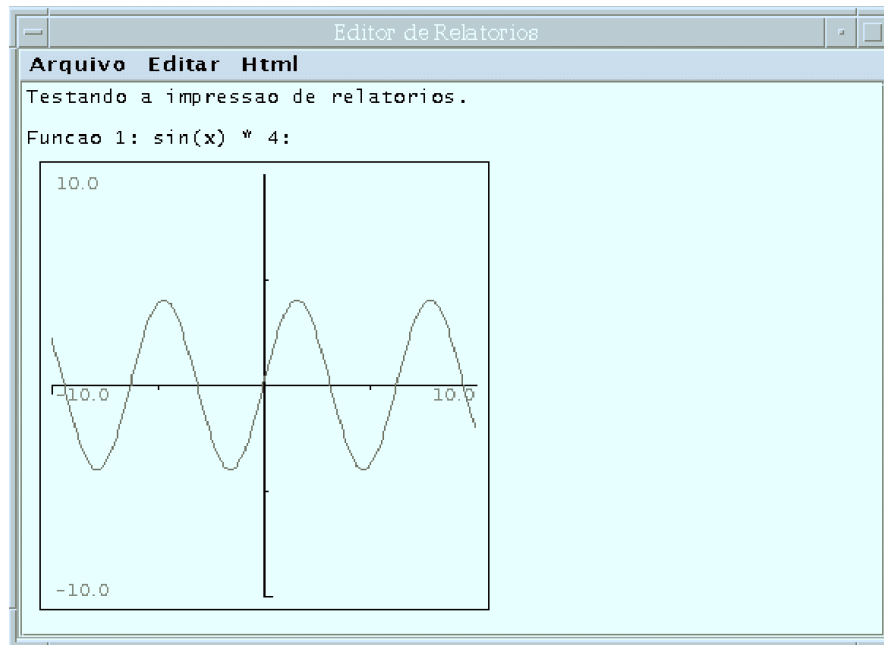 Editor de Relatorios
Arquivo Editar Html
Testando a impressao de relatorios.
Funcao 1: sin(x) * 4:
10.0
-10.0 10.0
-10.0